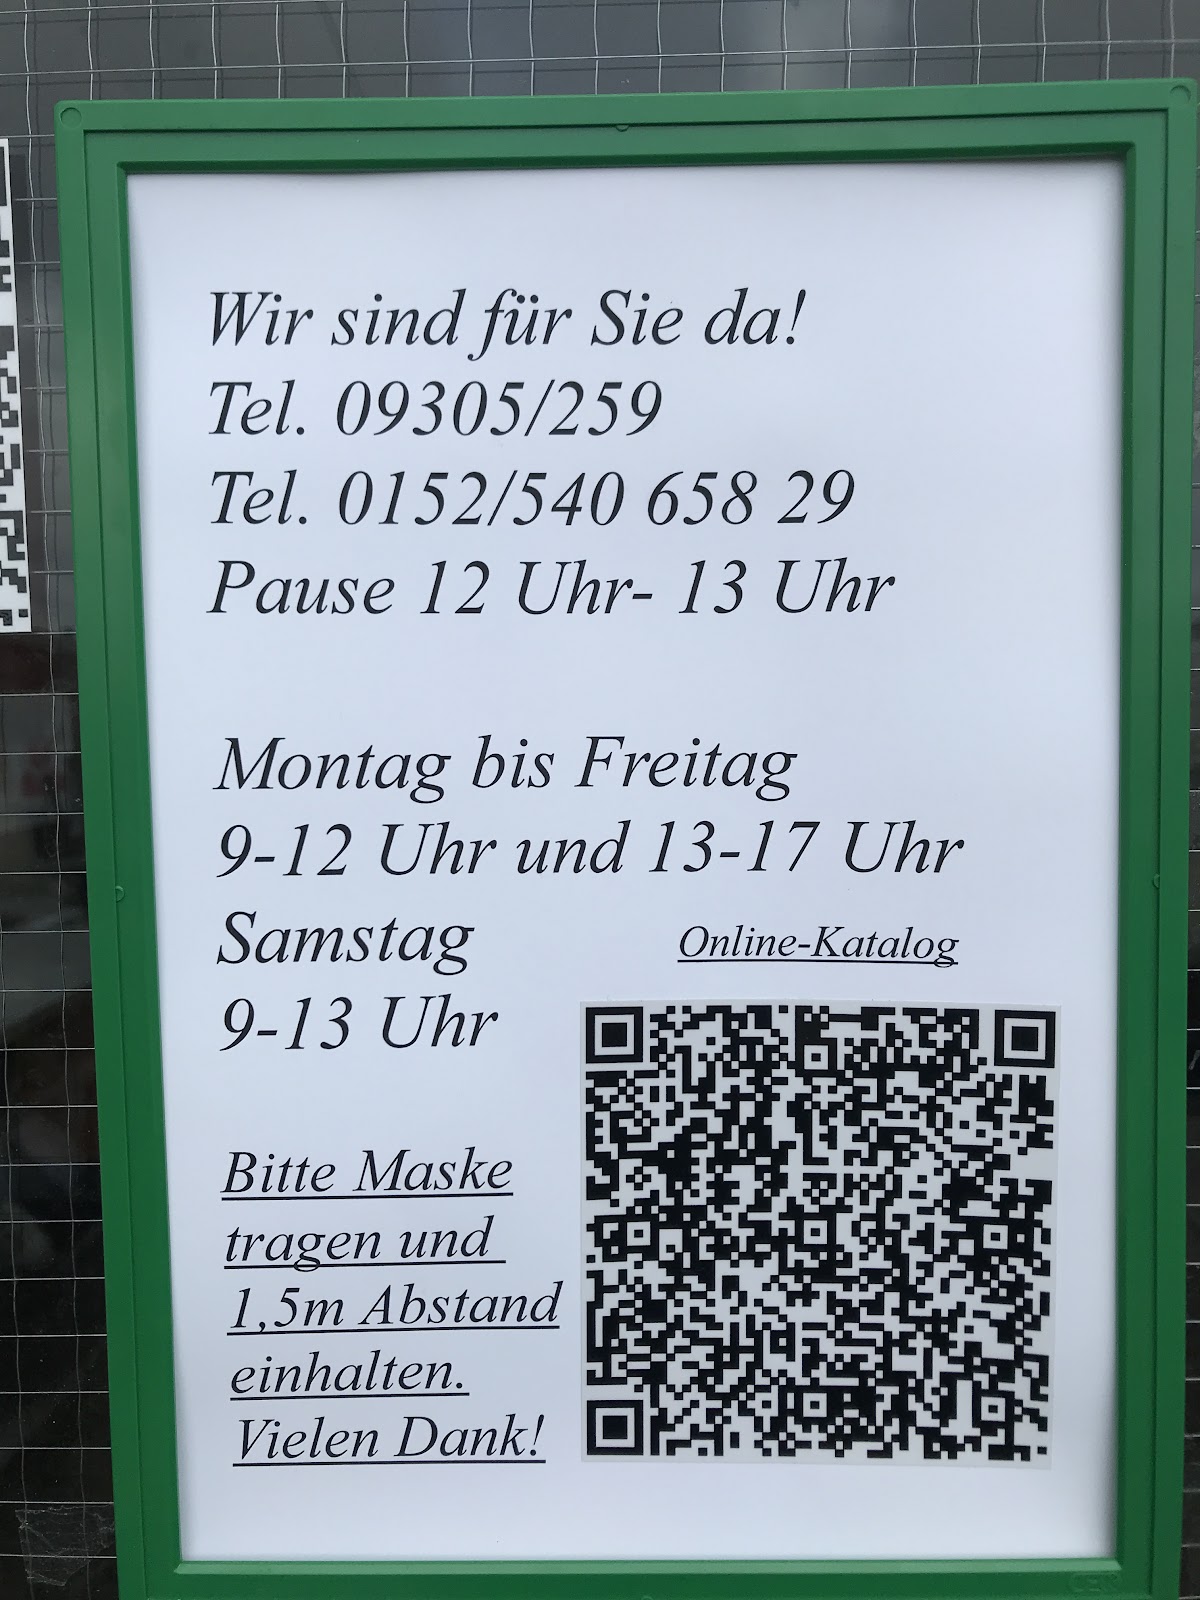 Wir sind für Sie da!
Tel. 09305/259
Tel. 0152/540 658 29
Pause 12 Uhr- 13 Uhr
Montag bis Freitag
9-12 Uhr und 13-17 Uhr
Samstag
9-13 Uhr
Online-Katalog
Bitte Maske
tragen und
1,5m Abstand
einhalten.
Vielen Dank!